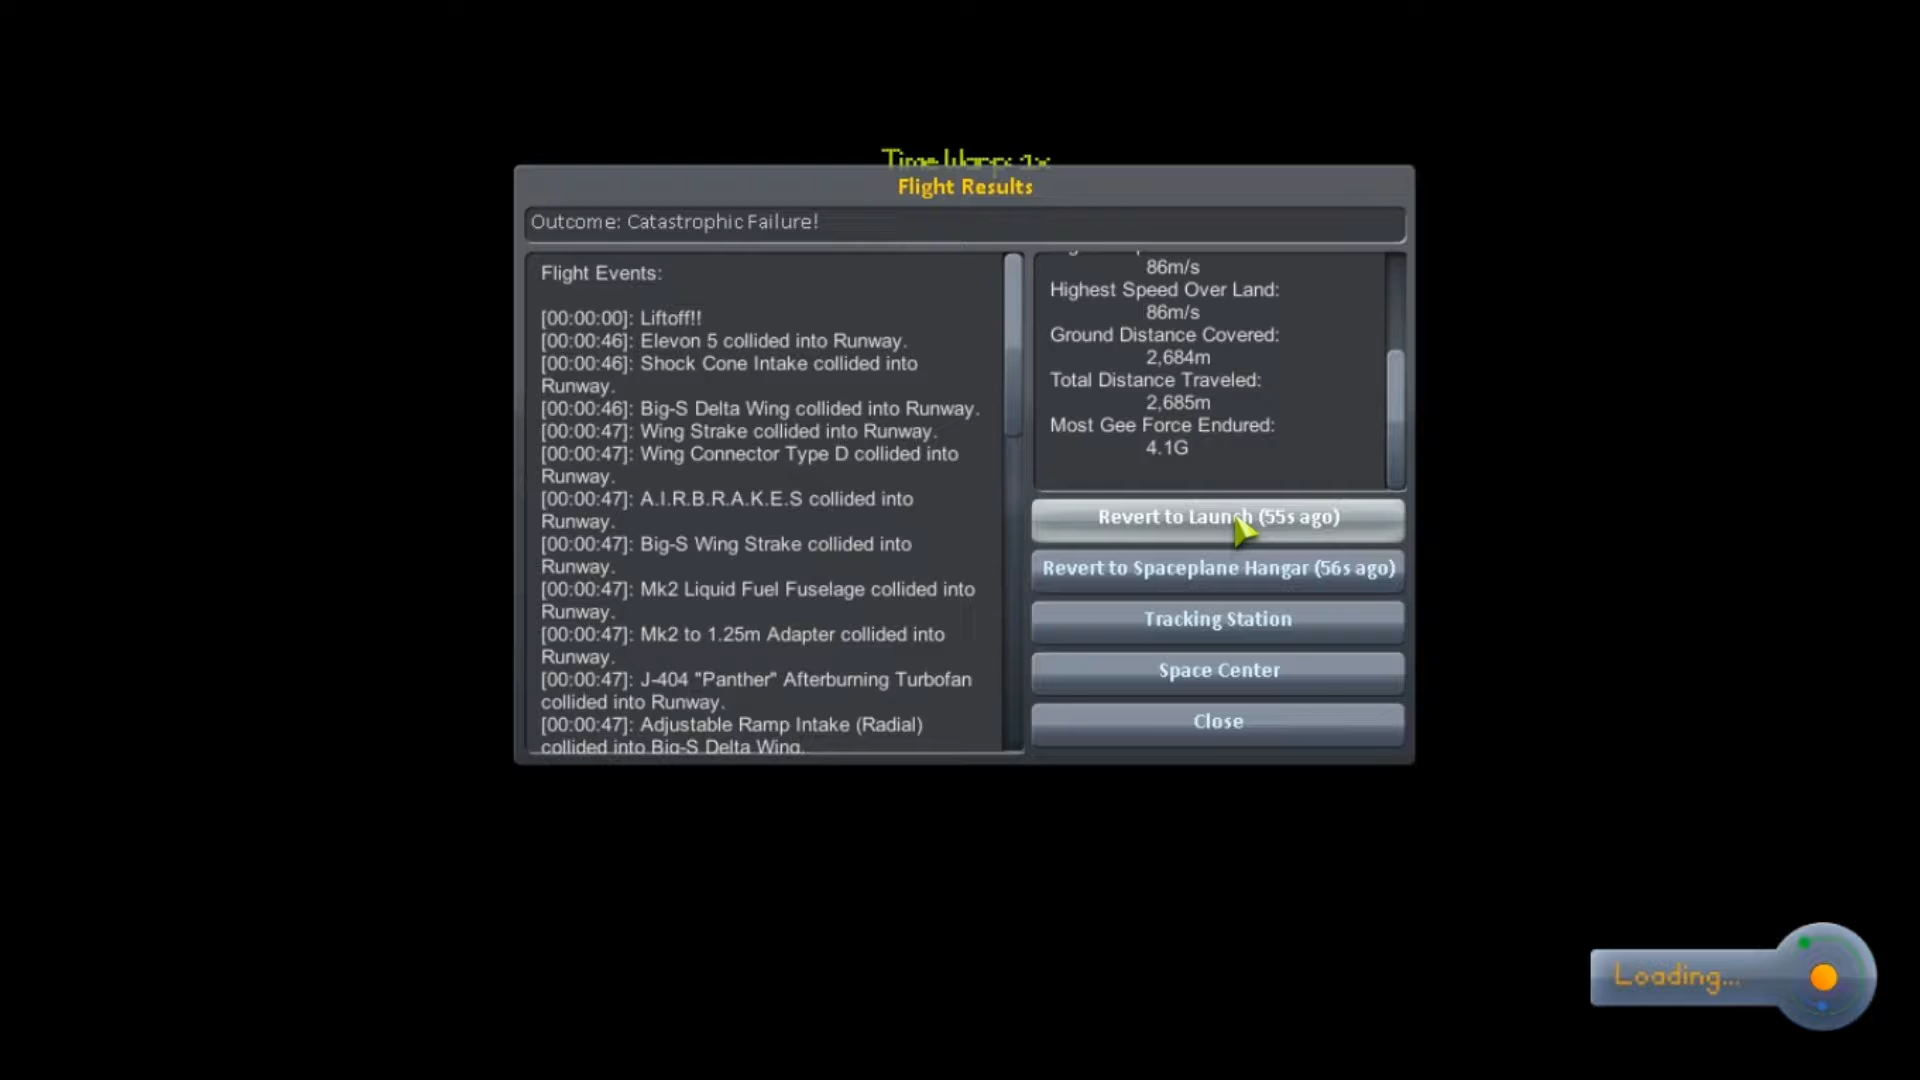 Time Warp: 1x
Flight Results
Outcome: Catastrophic Failure!
Flight Events:
[00:00:00]: Liftoff!!
[00:00:46]: Elevon 5 collided into Runway.
[00:00:46]: Shock Cone Intake collided into
Runway.
[00:00:46]: Big-S Delta Wing collided into Runway.
[00:00:47]: Wing Strake collided into Runway.
[00:00:47]: Wing Connector Type D collided into
Runway.
[00:00:47]: A.I.R.B.R.A.K.E.S collided into
Runway.
[00:00:47]: Big-S Wing Strake collided into
Runway.
[00:00:47]: Mk2 Liquid Fuel Fuselage collided into
Runway.
[00:00:47]: Mk2 to 1.25m Adapter collided into
Runway.
[00:00:47]: J-404 "Panther" Afterburning Turbofan
collided into Runway.
[00:00:47]: Adjustable Ramp Intake (Radial)
collided into Big-S Delta Wing.
86m/s
Highest Speed Over Land:
86m/s
Ground Distance Covered:
2,684m
Total Distance Traveled:
2,685m
Most Gee Force Endured:
4.1G
Revert to Launch (55s ago)
Revert to Spaceplane Hangar (56s ago)
Tracking Station
Space Center
Close
Loading...